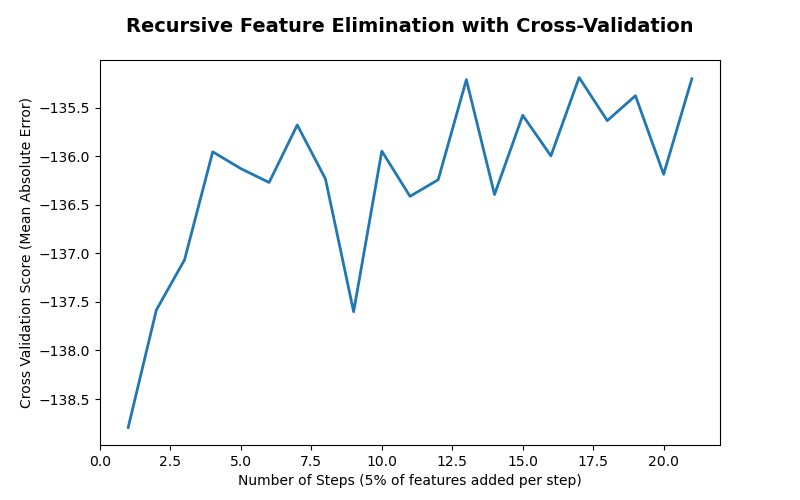 Recursive Feature Elimination with Cross-Validation
Cross Validation Score (Mean Absolute Error)
−135.5
−136.0
−136.5
−137.0
−137.5
−138.0
−138.5
0.0 2.5 5.0 7.5 10.0 12.5 15.0 17.5 20.0
Number of Steps (5% of features added per step)